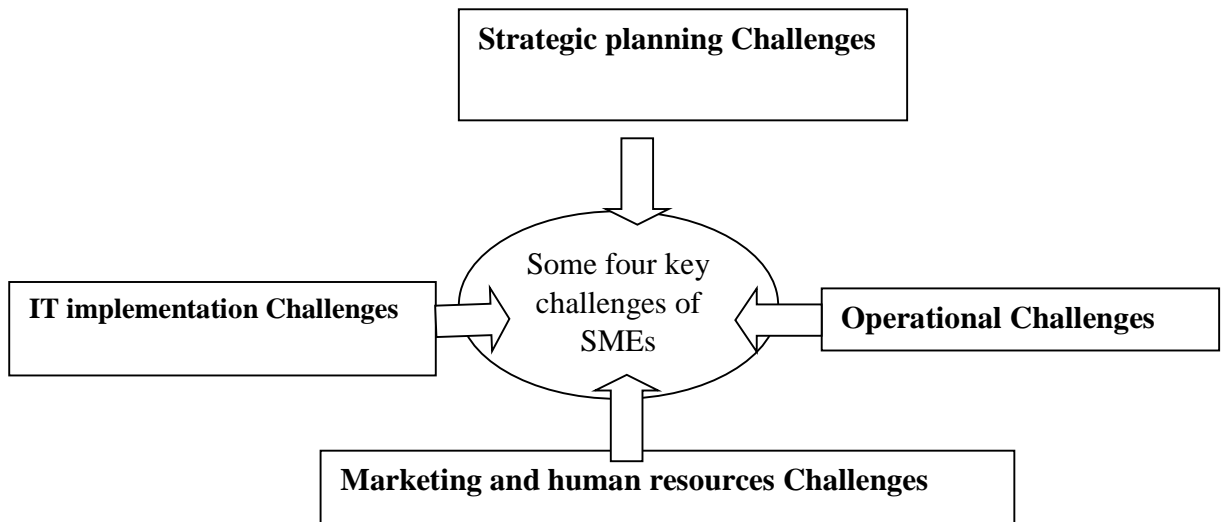 Strategic planning Challenges
Some four key
challenges of
SMEs
IT implementation Challenges
Operational Challenges
Marketing and human resources Challenges